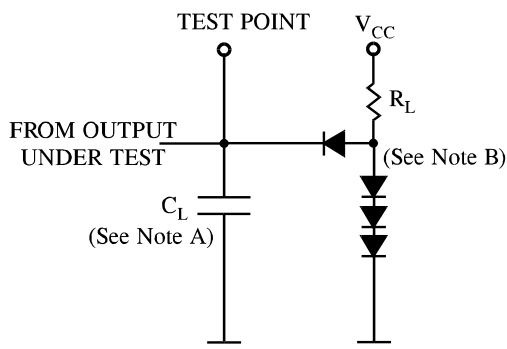 TEST POINT
VCC
RL
FROM OUTPUT
UNDER TEST
(See Note B)
CL
(See Note A)